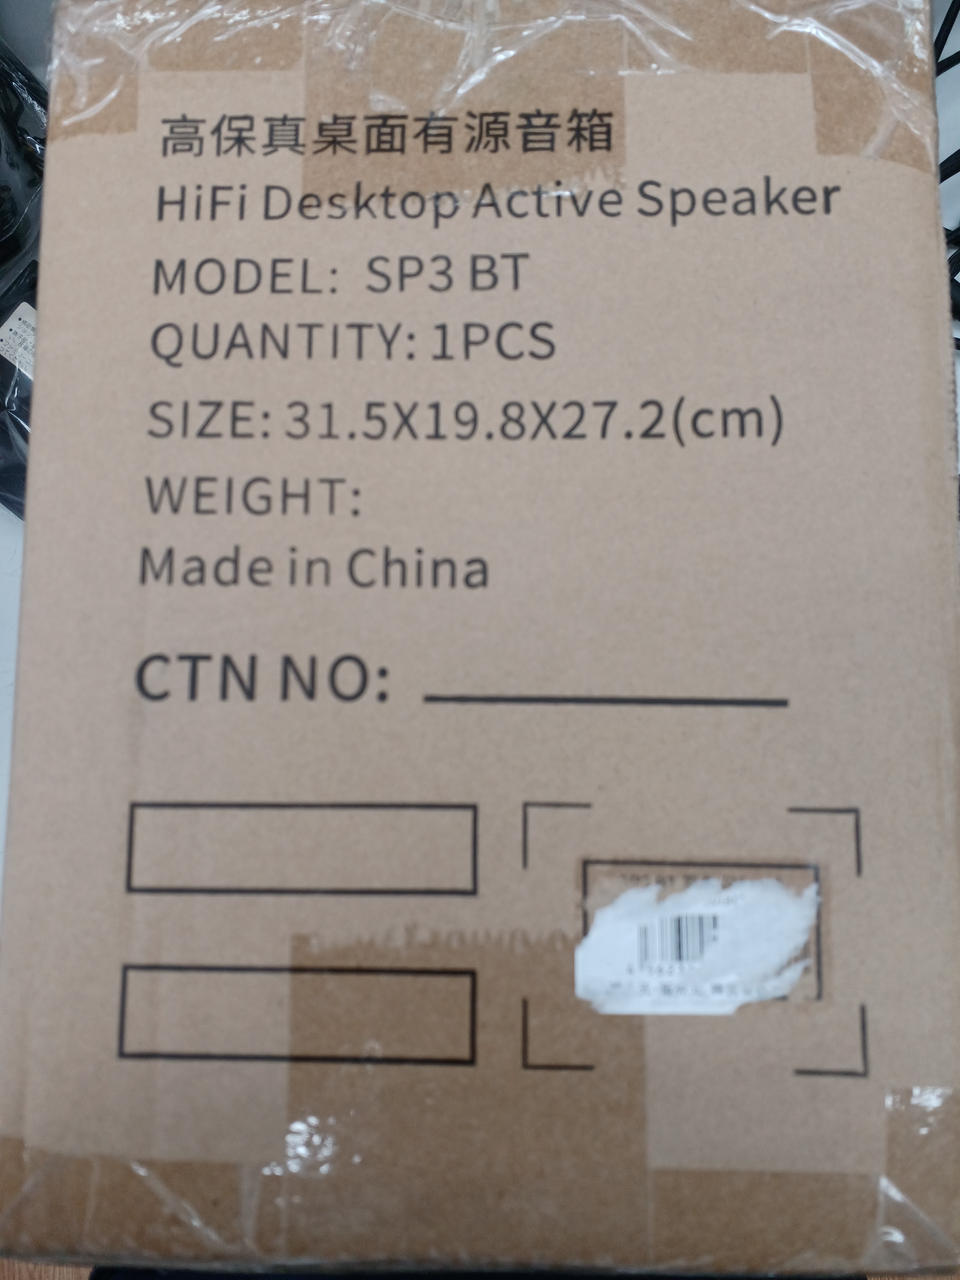 高保真桌面有源音箱
HiFi Desktop Active Speaker
MODEL: SP3 BT
QUANTITY: 1PCS
SIZE: 31.5X19.8X27.2(cm)
WEIGHT:
Made in China
CTN NO: